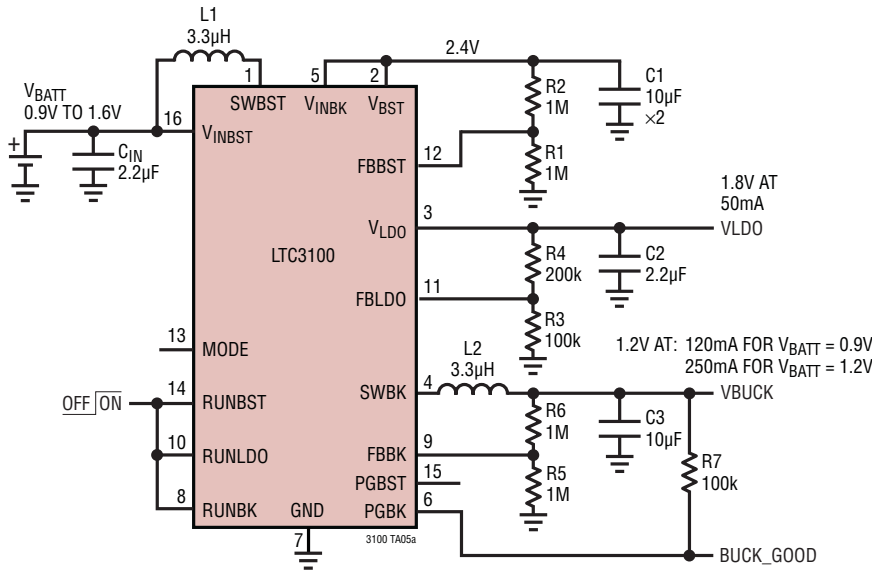 L1
3.3µH
2.4V
1
5
2
SWBST
VINBK
VBST
R2
1M
C1
10µF
×2
VBATT
0.9V TO 1.6V
16
VINBST
+
CIN
2.2µF
12
FBBST
R1
1M
1.8V AT
50mA
3
VLDO
VLDO
LTC3100
R4
200k
C2
2.2µF
11
FBLDO
R3
100k
13
MODE
1.2V AT: 120mA FOR VBATT = 0.9V
250mA FOR VBATT = 1.2V
L2
3.3µH
SWBK
4
VBUCK
OFF ON
14
RUNBST
R6
1M
C3
10µF
10
RUNLDO
FBBK
9
R7
100k
PGBST
15
R5
1M
8
RUNBK
GND
PGBK
6
7
3100 TA05a
BUCK_GOOD